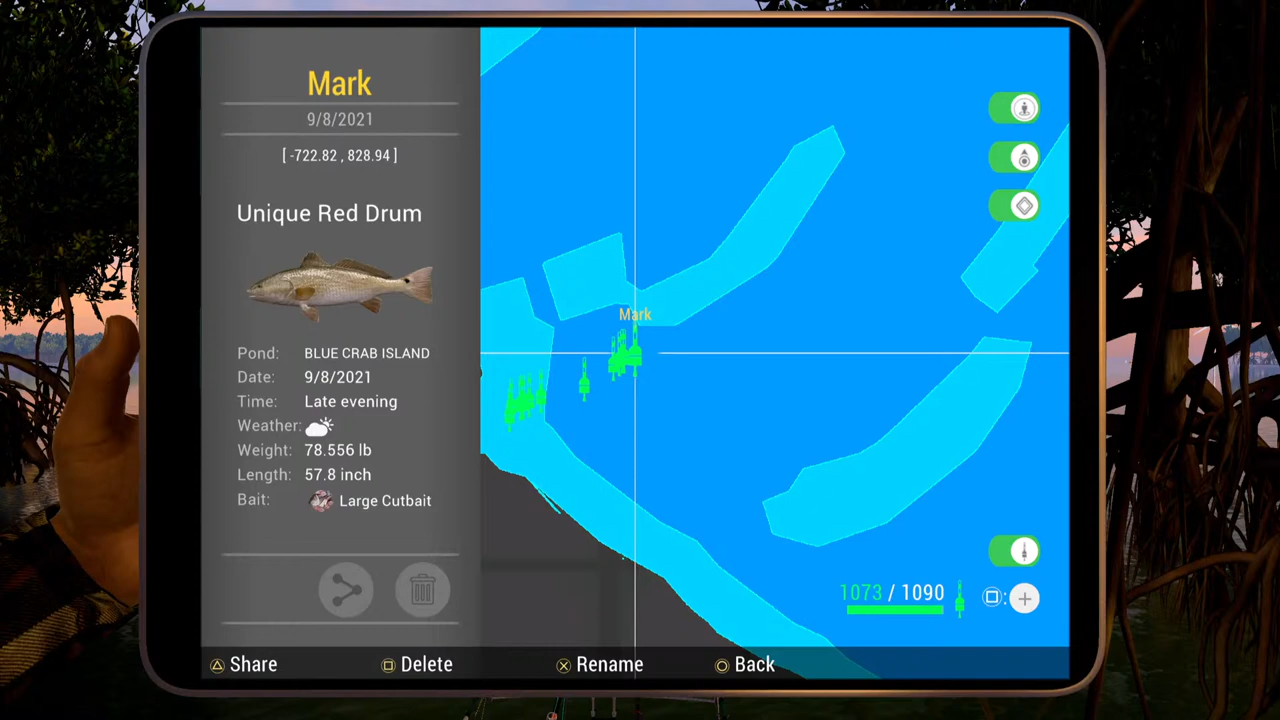 Mark
9/8/2021
[ -722.82 , 828.94 ]
Unique Red Drum
Pond: BLUE CRAB ISLAND
Date: 9/8/2021
Time: Late evening
Weather:
Weight: 78.556 lb
Length: 57.8 inch
Bait: Large Cutbait
Mark
1073 / 1090
:
Share
Delete
Rename
Back